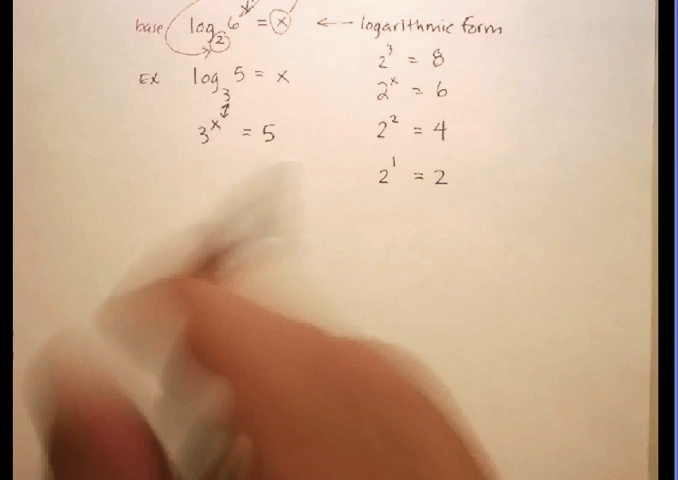 base log₂ 6 = x ← logarithmic form
2³ = 8
Ex log₃ 5 = x
2ˣ = 6
3ˣ = 5
2² = 4
2¹ = 2